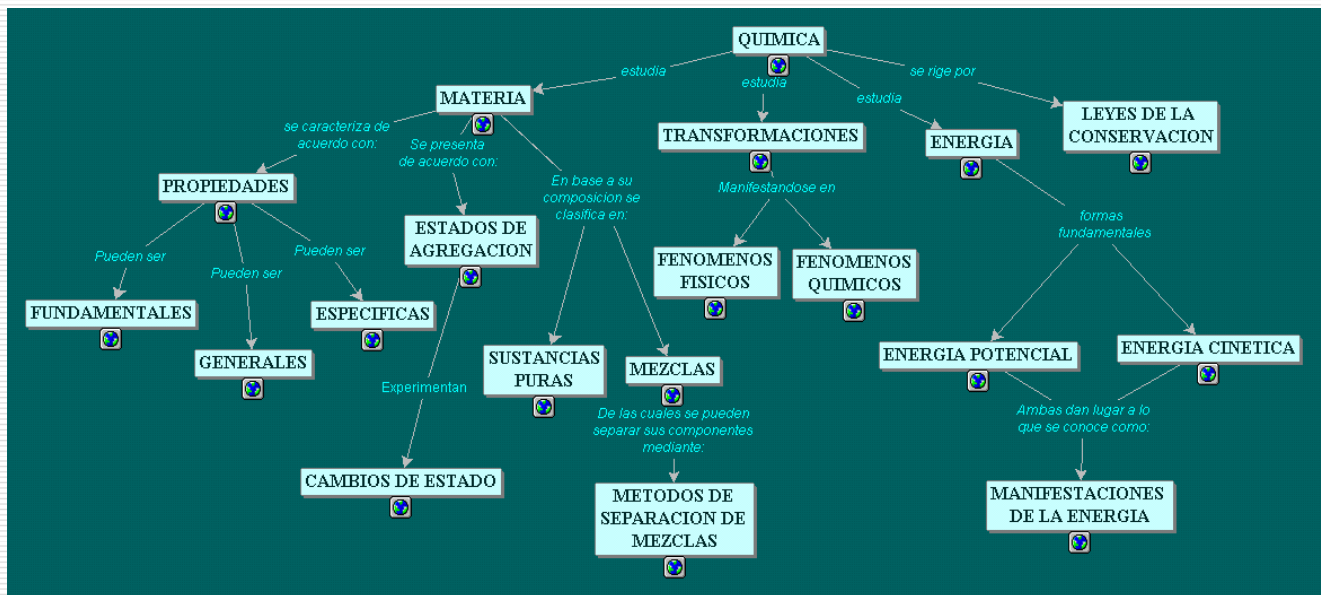 QUIMICA
estudia
estudia
estudia
se rige por
MATERIA
TRANSFORMACIONES
ENERGIA
LEYES DE LA
CONSERVACION
se caracteriza de
acuerdo con:
Se presenta
de acuerdo con:
En base a su
composicion se
clasifica en:
Manifestandose en
formas
fundamentales
PROPIEDADES
ESTADOS DE
AGREGACION
FENOMENOS
FISICOS
FENOMENOS
QUIMICOS
Pueden ser
Pueden ser
Pueden ser
FUNDAMENTALES
GENERALES
ESPECIFICAS
Experimentan
SUSTANCIAS
PURAS
MEZCLAS
ENERGIA POTENCIAL
ENERGIA CINETICA
De las cuales se pueden
separar sus componentes
mediante:
Ambas dan lugar a lo
que se conoce como:
CAMBIOS DE ESTADO
METODOS DE
SEPARACION DE
MEZCLAS
MANIFESTACIONES
DE LA ENERGIA